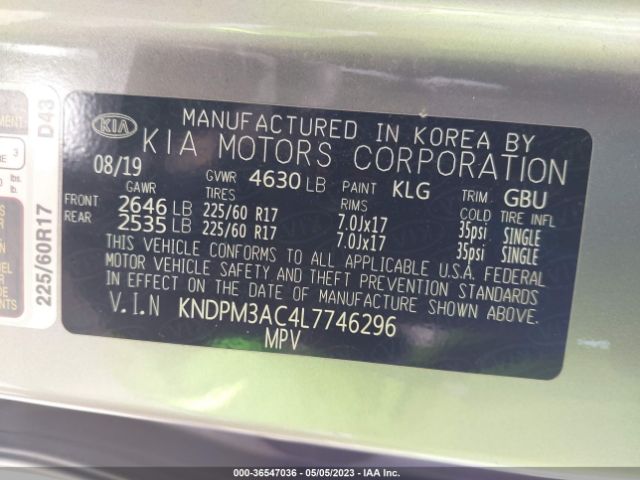 MANUFACTURED IN KOREA BY
KIA KIA MOTORS CORPORATION
08/19 GVWR 4630 LB PAINT KLG TRIM GBU
GAWR TIRES RIMS COLD TIRE INFL
FRONT 2646 LB 225/60 R17 7.0Jx17 35psi SINGLE
REAR 2535 LB 225/60 R17 7.0Jx17 35psi SINGLE
THIS VEHICLE CONFORMS TO ALL APPLICABLE U.S.A. FEDERAL
MOTOR VEHICLE SAFETY AND THEFT PREVENTION STANDARDS
IN EFFECT ON THE DATE OF MANUFACTURE SHOWN ABOVE.
V.I.N KNDPM3AC4L7746296
MPV
D43
225/60R17
3
lbs.
lb.
000-36547036 - 05/05/2023 - IAA Inc.